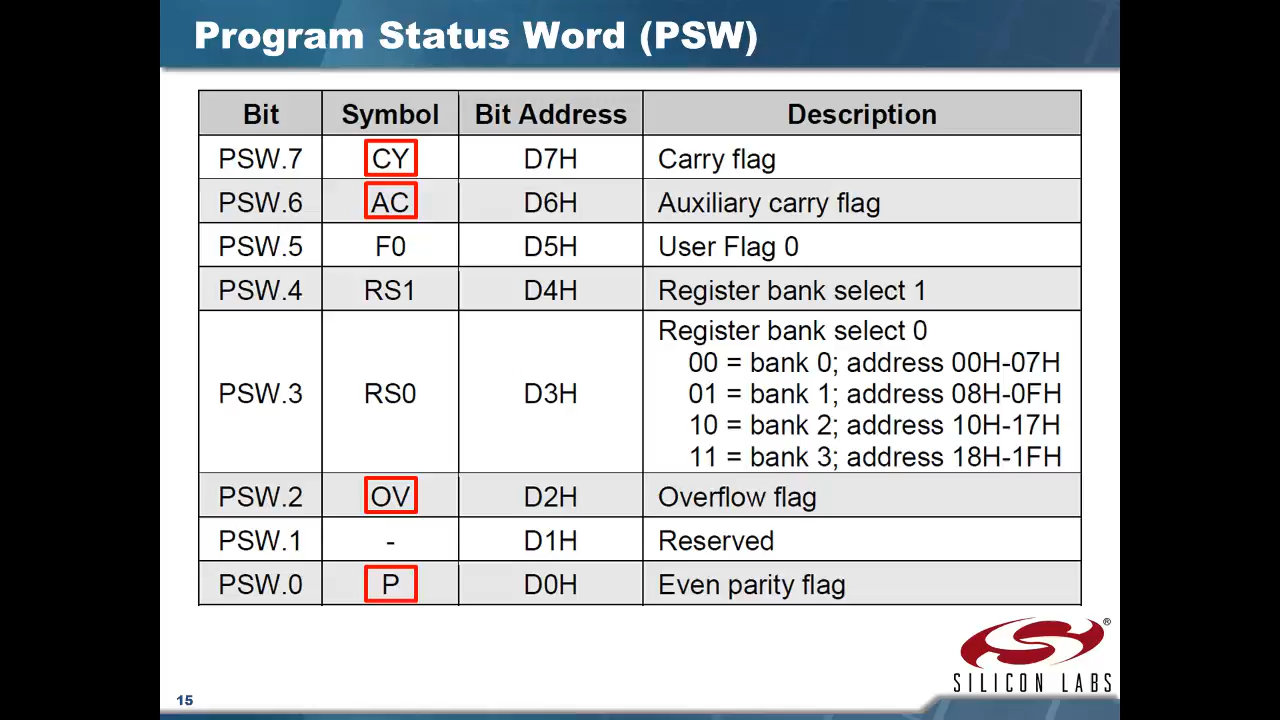 Program Status Word (PSW)
Bit Symbol Bit Address Description
PSW.7 CY D7H Carry flag
PSW.6 AC D6H Auxiliary carry flag
PSW.5 F0 D5H User Flag 0
PSW.4 RS1 D4H Register bank select 1
PSW.3 RS0 D3H Register bank select 0
00 = bank 0; address 00H-07H
01 = bank 1; address 08H-0FH
10 = bank 2; address 10H-17H
11 = bank 3; address 18H-1FH
PSW.2 OV D2H Overflow flag
PSW.1 - D1H Reserved
PSW.0 P D0H Even parity flag
®
SILICON LABS
15